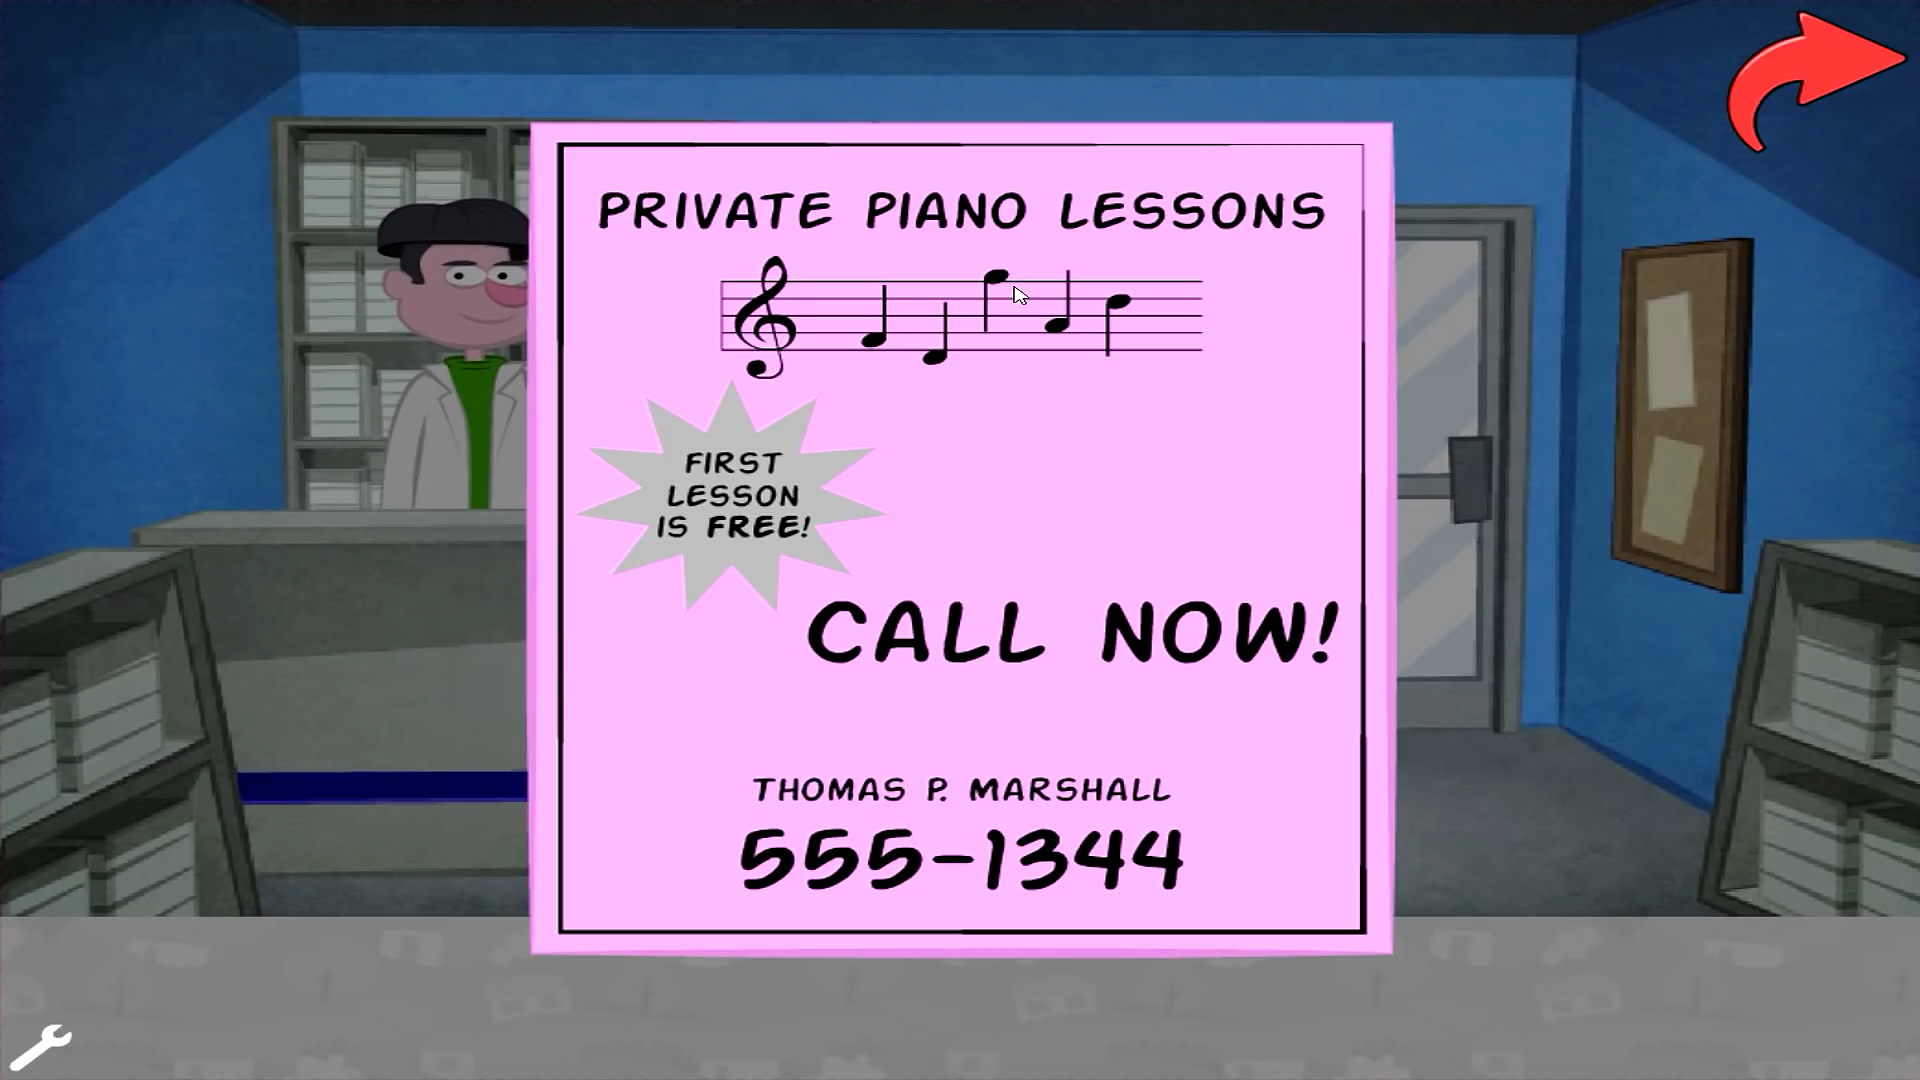 PRIVATE PIANO LESSONS
FIRST
LESSON
IS FREE!
CALL NOW!
THOMAS P. MARSHALL
555-1344